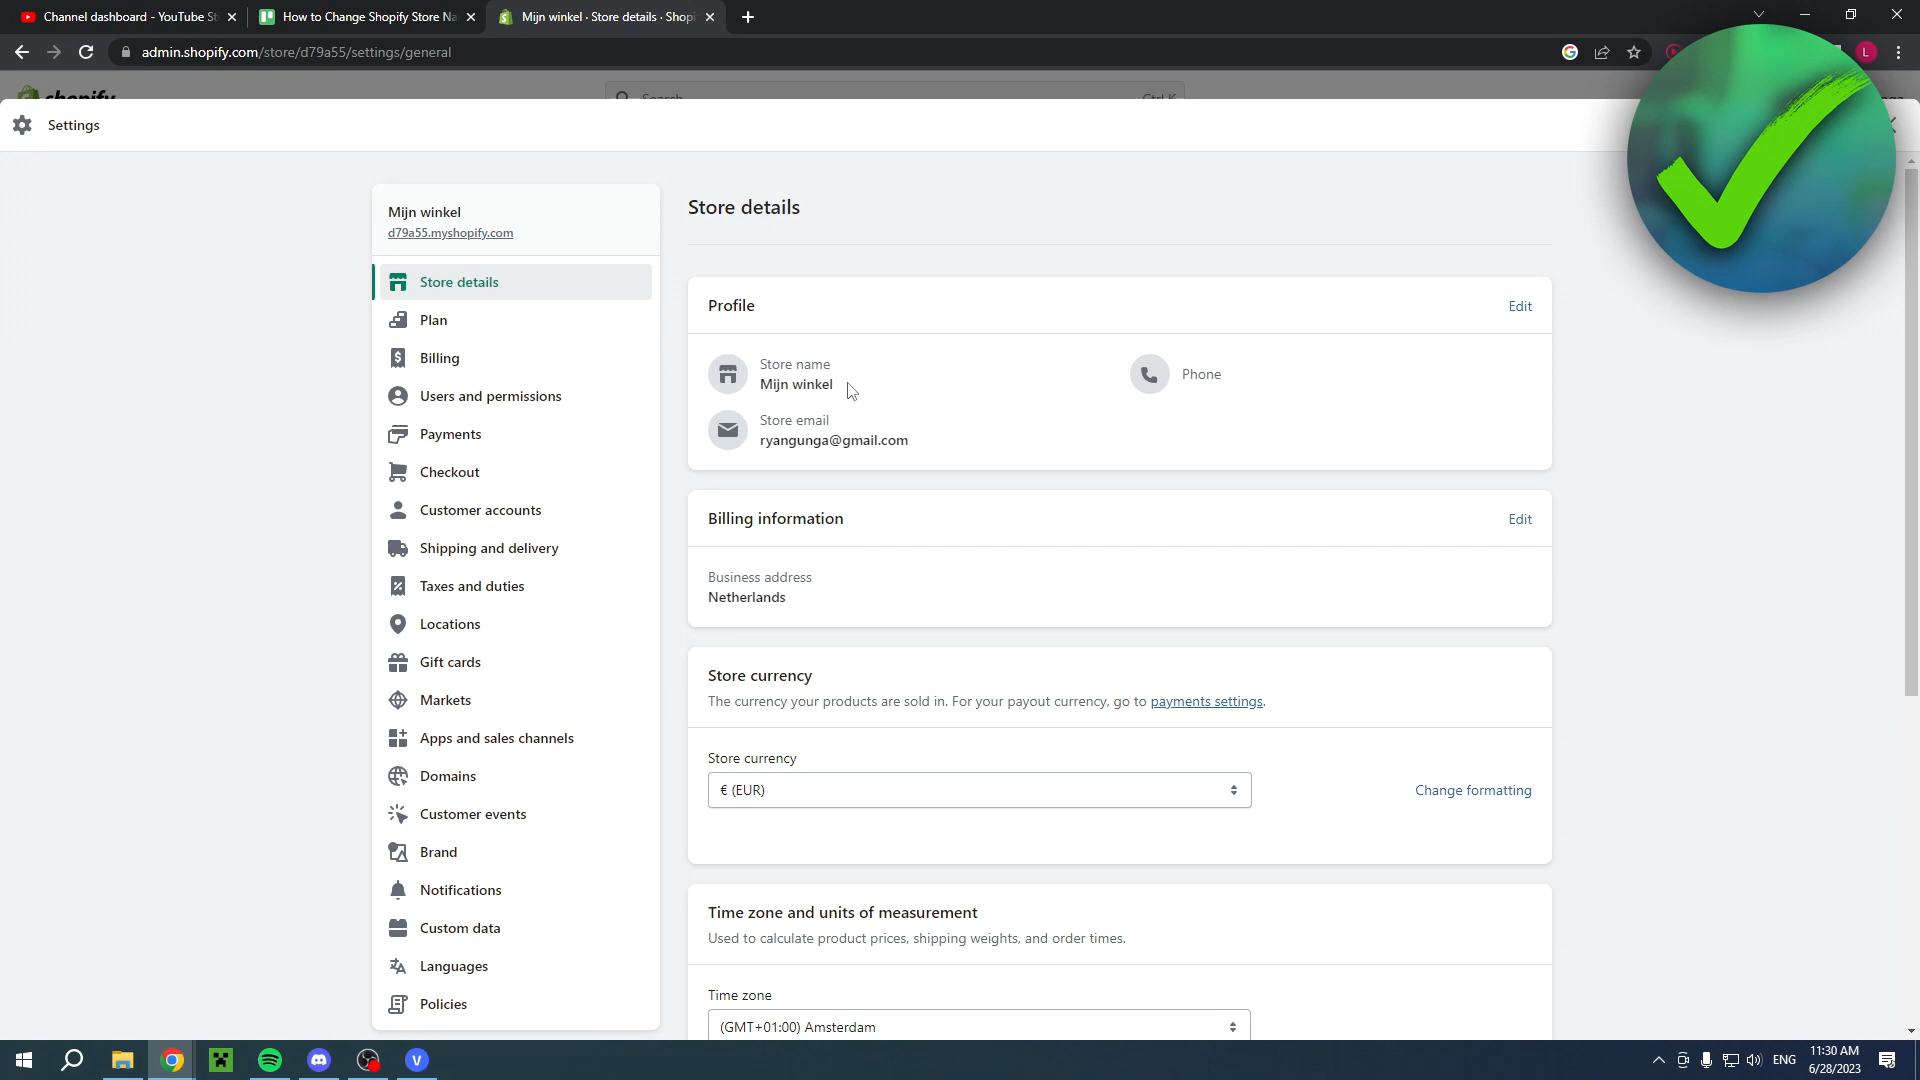 Channel dashboard - YouTube St
How to Change Shopify Store Na
Mijn winkel · Store details · Shopi
admin.shopify.com/store/d79a55/settings/general
L
shopify
Search
Ctrl K
Settings
Mijn winkel
d79a55.myshopify.com
Store details
Plan
Billing
Users and permissions
Payments
Checkout
Customer accounts
Shipping and delivery
Taxes and duties
Locations
Gift cards
Markets
Apps and sales channels
Domains
Customer events
Brand
Notifications
Custom data
Languages
Policies
Store details
Profile
Edit
Store name
Mijn winkel
Phone
Store email
ryangunga@gmail.com
Billing information
Edit
Business address
Netherlands
Store currency
The currency your products are sold in. For your payout currency, go to payments settings.
Store currency
€ (EUR)
Change formatting
Time zone and units of measurement
Used to calculate product prices, shipping weights, and order times.
Time zone
(GMT+01:00) Amsterdam
V
ENG
11:30 AM
6/28/2023